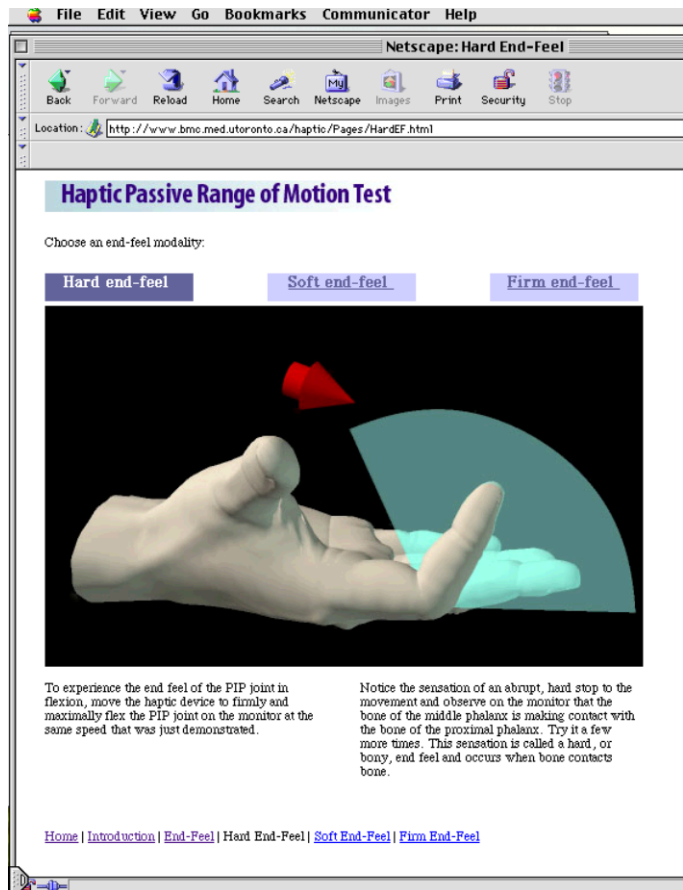 File Edit View Go Bookmarks Communicator Help
Netscape: Hard End-Feel
Back Forward Reload Home Search Netscape Images Print Security Stop
My
Location: http://www.bmc.med.utoronto.ca/haptic/Pages/HardEF.html
Haptic Passive Range of Motion Test
Choose an end-feel modality:
Hard end-feel Soft end-feel Firm end-feel
To experience the end feel of the PIP joint in
flexion, move the haptic device to firmly and
maximally flex the PIP joint on the monitor at the
same speed that was just demonstrated.
Notice the sensation of an abrupt, hard stop to the
movement and observe on the monitor that the
bone of the middle phalanx is making contact with
the bone of the proximal phalanx. Try it a few
more times. This sensation is called a hard, or
bony, end feel and occurs when bone contacts
bone.
Home | Introduction | End-Feel | Hard End-Feel | Soft End-Feel | Firm End-Feel